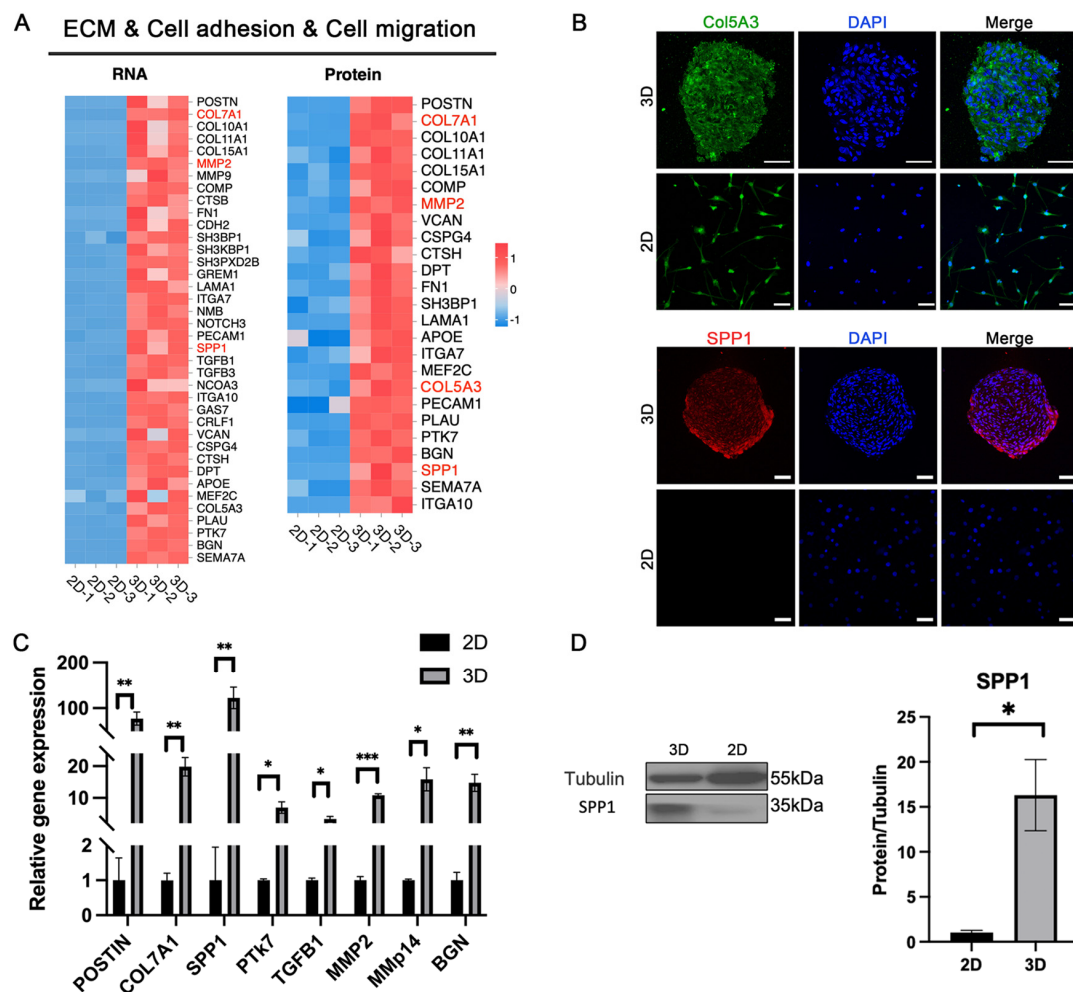 A
ECM & Cell adhesion & Cell migration
RNA
POSTN
COL7A1
COL10A1
COL11A1
COL15A1
MMP2
MMP9
COMP
CTSB
FN1
CDH2
SH3BP1
SH3KBP1
SH3PXD2B
GREM1
LAMA1
ITGA7
NMB
NOTCH3
PECAM1
SPP1
TGFB1
TGFB3
NCOA3
ITGA10
GAS7
CRLF1
VCAN
CSPG4
CTSH
DPT
APOE
MEF2C
COL5A3
PLAU
PTK7
BGN
SEMA7A
2D-1 2D-2 2D-3 3D-1 3D-2 3D-3
Protein
POSTN
COL7A1
COL10A1
COL11A1
COL15A1
COMP
MMP2
VCAN
CSPG4
CTSH
DPT
FN1
SH3BP1
LAMA1
APOE
ITGA7
MEF2C
COL5A3
PECAM1
PLAU
PTK7
BGN
SPP1
SEMA7A
ITGA10
2D-1 2D-2 2D-3 3D-1 3D-2 3D-3
1
0
-1
B
Col5A3 DAPI Merge
3D
2D
SPP1 DAPI Merge
3D
2D
C
2D
3D
Relative gene expression
200
100
20
10
2
1
0
** ** ** * * *** * **
POSTIN COL7A1 SPP1 PTk7 TGFB1 MMP2 MMp14 BGN
D
3D 2D
Tubulin 55kDa
SPP1 35kDa
SPP1
*
Protein/Tubulin
25
20
15
10
5
0
2D 3D